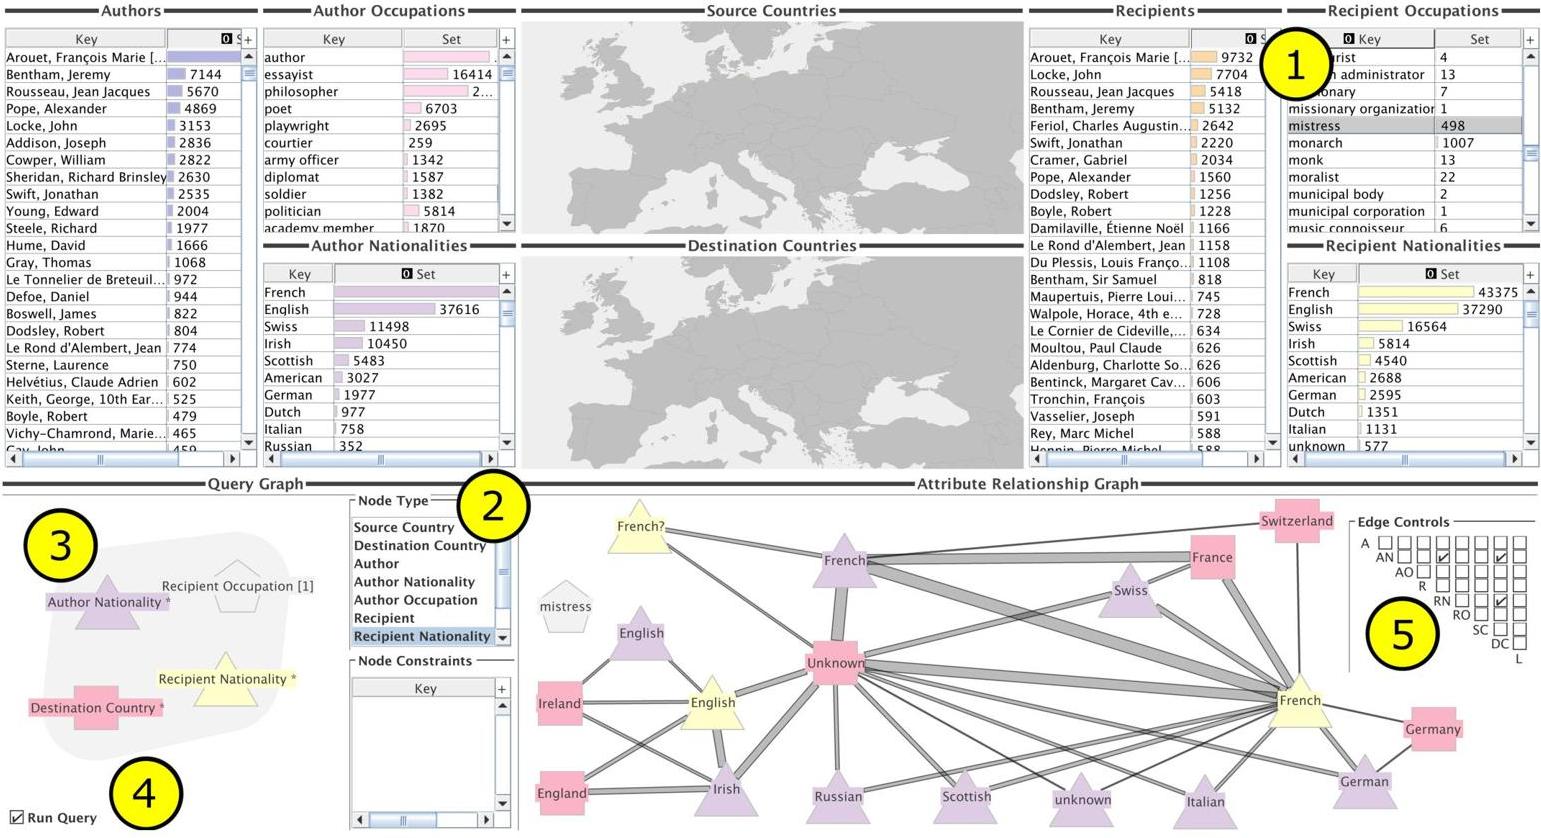 Authors
Key
0 S
+
Arouet, François Marie [...
Bentham, Jeremy 7144
Rousseau, Jean Jacques 5670
Pope, Alexander 4869
Locke, John 3153
Addison, Joseph 2836
Cowper, William 2822
Sheridan, Richard Brinsley 2630
Swift, Jonathan 2535
Young, Edward 2004
Steele, Richard 1977
Hume, David 1666
Gray, Thomas 1068
Le Tonnelier de Breteuil... 972
Defoe, Daniel 944
Boswell, James 822
Dodsley, Robert 804
Le Rond d'Alembert, Jean 774
Sterne, Laurence 750
Helvétius, Claude Adrien 602
Keith, George, 10th Ear... 525
Boyle, Robert 479
Vichy-Chamrond, Marie... 465
Gay, John 459
Author Occupations
Key Set +
author .
essayist 16414
philosopher 2...
poet 6703
playwright 2695
courtier 259
army officer 1342
diplomat 1587
soldier 1382
politician 5814
academy member 1870
Author Nationalities
Key 0 Set +
French
English 37616
Swiss 11498
Irish 10450
Scottish 5483
American 3027
German 1977
Dutch 977
Italian 758
Russian 352
Source Countries
Destination Countries
Recipients
Key 0 S
Arouet, François Marie [... 9732
Locke, John 7704
Rousseau, Jean Jacques 5418
Bentham, Jeremy 5132
Feriol, Charles Augustin... 2642
Swift, Jonathan 2220
Cramer, Gabriel 2034
Pope, Alexander 1560
Dodsley, Robert 1256
Boyle, Robert 1228
Damilaville, Étienne Noël 1166
Le Rond d'Alembert, Jean 1158
Du Plessis, Louis Franço... 1108
Bentham, Sir Samuel 818
Maupertuis, Pierre Loui... 745
Walpole, Horace, 4th e... 728
Le Cornier de Cideville,... 634
Moultou, Paul Claude 626
Aldenburg, Charlotte So... 626
Bentinck, Margaret Cav... 606
Tronchin, François 603
Vasselier, Joseph 591
Rey, Marc Michel 588
Hennin, Pierre Michel 588
1
Recipient Occupations
0 Key Set +
urist 4
n administrator 13
onary 7
missionary organization 1
mistress 498
monarch 1007
monk 13
moralist 22
municipal body 2
municipal corporation 1
music connoisseur 6
Recipient Nationalities
Key 0 Set +
French 43375
English 37290
Swiss 16564
Irish 5814
Scottish 4540
American 2688
German 2595
Dutch 1351
Italian 1131
unknown 577
Query Graph
3
Recipient Occupation [1]
Author Nationality *
Recipient Nationality *
Destination Country *
4
Run Query
Node Type
2
Source Country
Destination Country
Author
Author Nationality
Author Occupation
Recipient
Recipient Nationality
Node Constraints
Key +
Attribute Relationship Graph
French?
Switzerland
French
France
Swiss
mistress
English
Unknown
Ireland
English
French
Germany
England
Irish
Russian
Scottish
unknown
Italian
German
Edge Controls
A
AN
AO
R
RN
RO
SC
DC
L
5